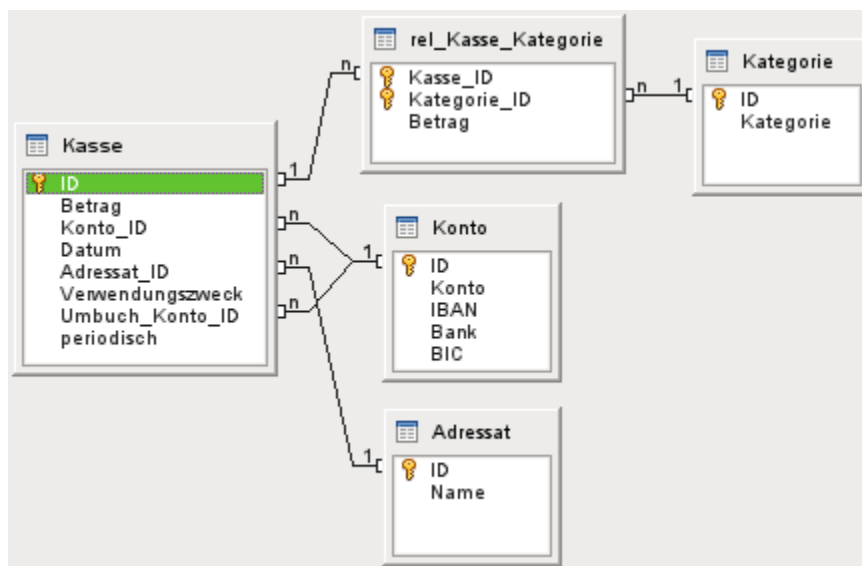 Kasse
ID
Betrag
Konto_ID
Datum
Adressat_ID
Verwendungszweck
Umbuch_Konto_ID
periodisch
1
n
n
n
n
rel_Kasse_Kategorie
Kasse_ID
Kategorie_ID
Betrag
n
1
Kategorie
ID
Kategorie
1
Konto
ID
Konto
IBAN
Bank
BIC
1
Adressat
ID
Name